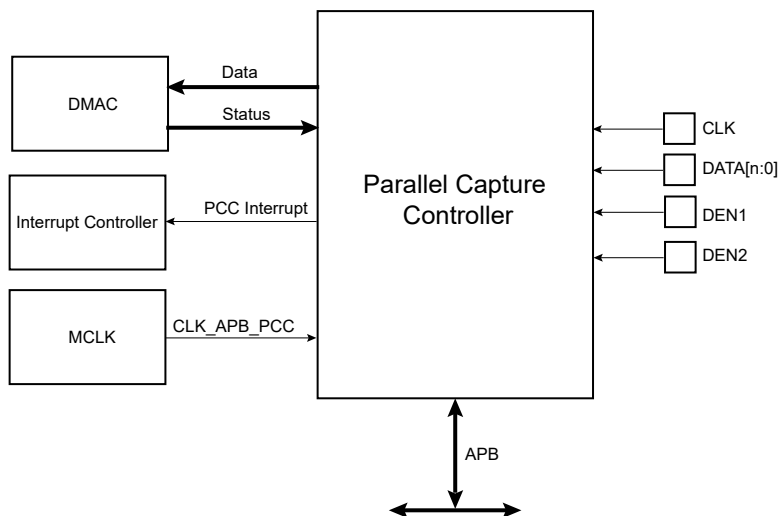 DMAC
Data
Status
Interrupt Controller
PCC Interrupt
MCLK
CLK_APB_PCC
Parallel Capture
Controller
CLK
DATA[n:0]
DEN1
DEN2
APB